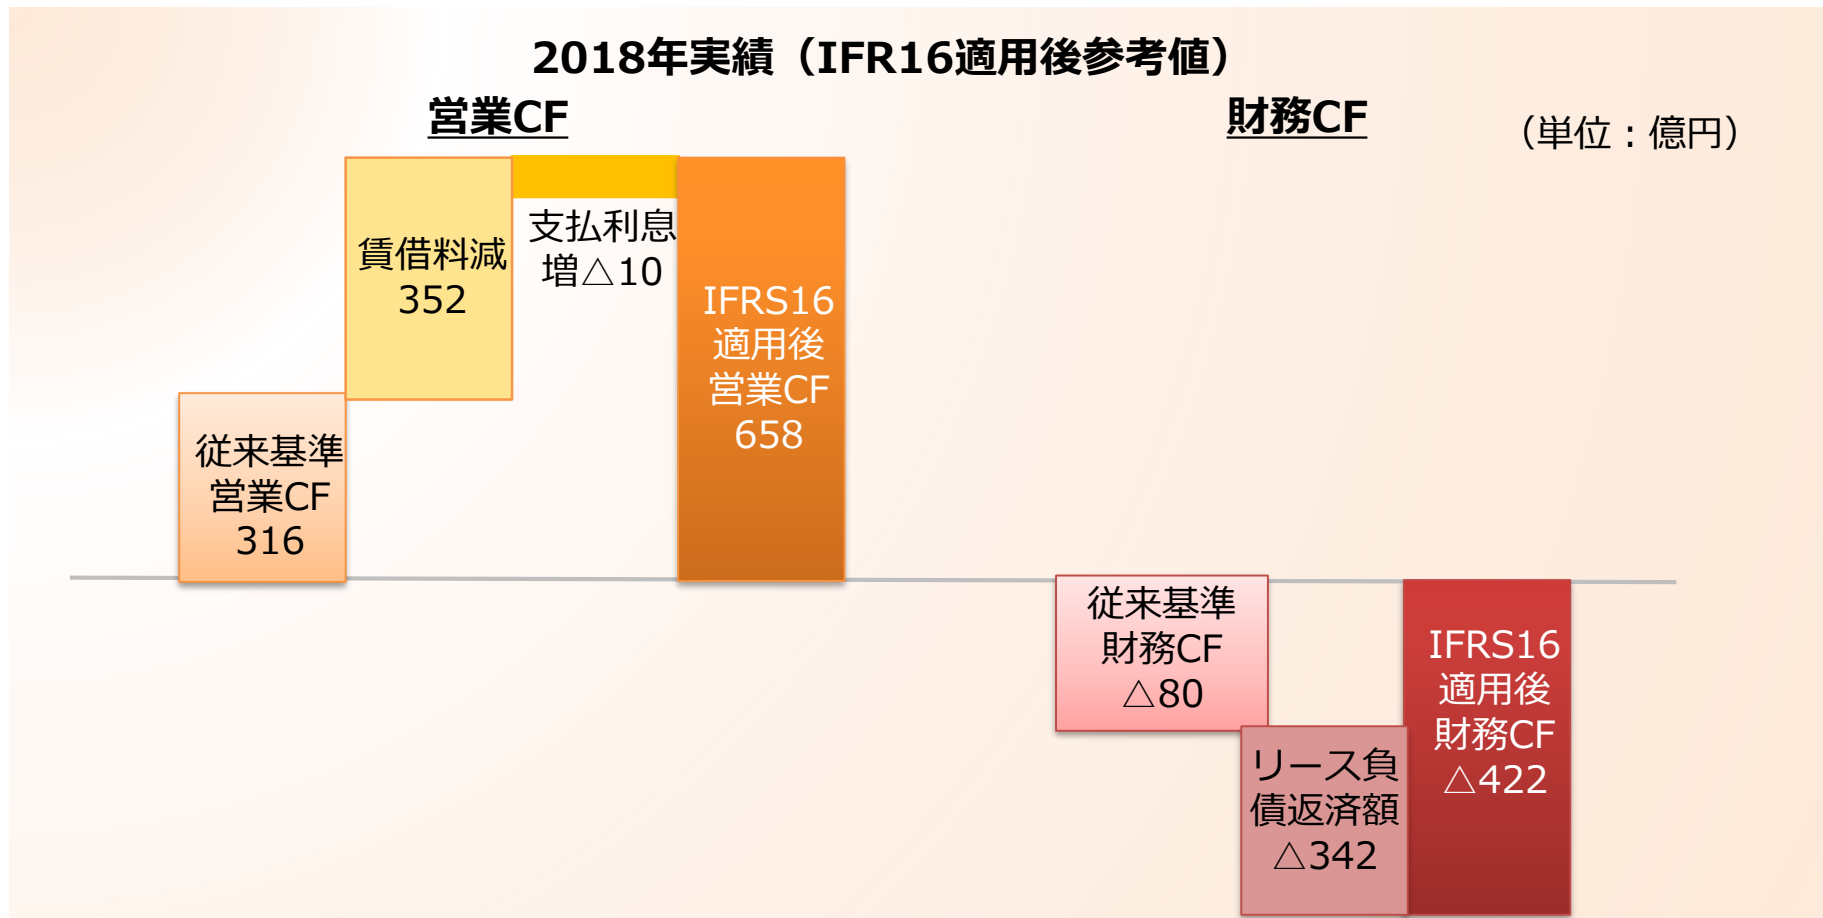 2018年実績（IFR16適用後参考値）
営業CF
財務CF
（単位：億円）
賃借料減
352
支払利息
増△10
IFRS16
適用後
営業CF
658
従来基準
営業CF
316
従来基準
財務CF
△80
リース負
債返済額
△342
IFRS16
適用後
財務CF
△422